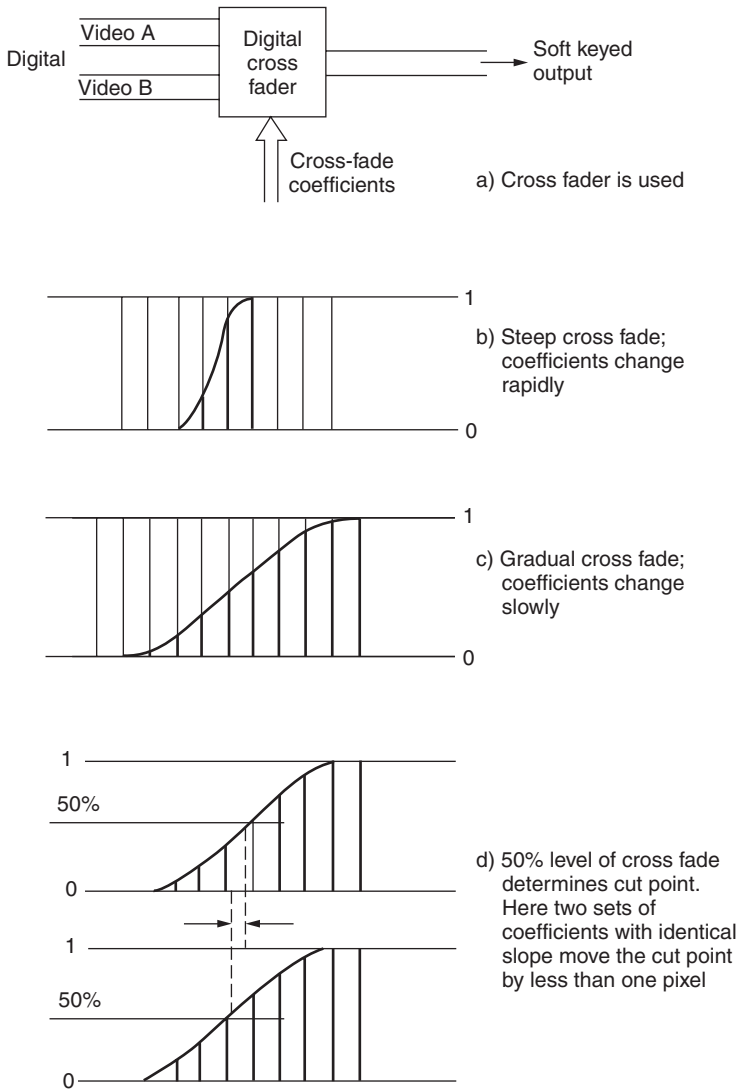 Digital
Video A
Video B
Digital
cross
fader
Soft keyed
output
Cross-fade
coefficients
a) Cross fader is used
1
0
b) Steep cross fade;
coefficients change
rapidly
1
0
c) Gradual cross fade;
coefficients change
slowly
1
50%
0
1
50%
0
d) 50% level of cross fade
determines cut point.
Here two sets of
coefficients with identical
slope move the cut point
by less than one pixel